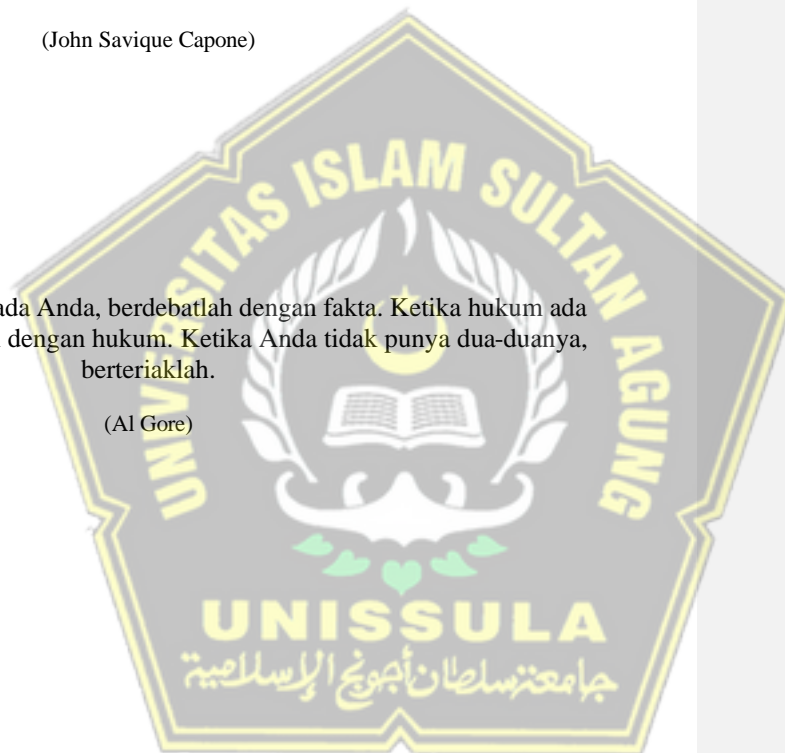 (John Savique Capone)
UNIVERSITAS ISLAM SULTAN AGUNG
ada Anda, berdebatlah dengan fakta. Ketika hukum ada
dengan hukum. Ketika Anda tidak punya dua-duanya,
berteriaklah.
(Al Gore)
UNISSULA
جامعة سلطان أجونج الإسلامية